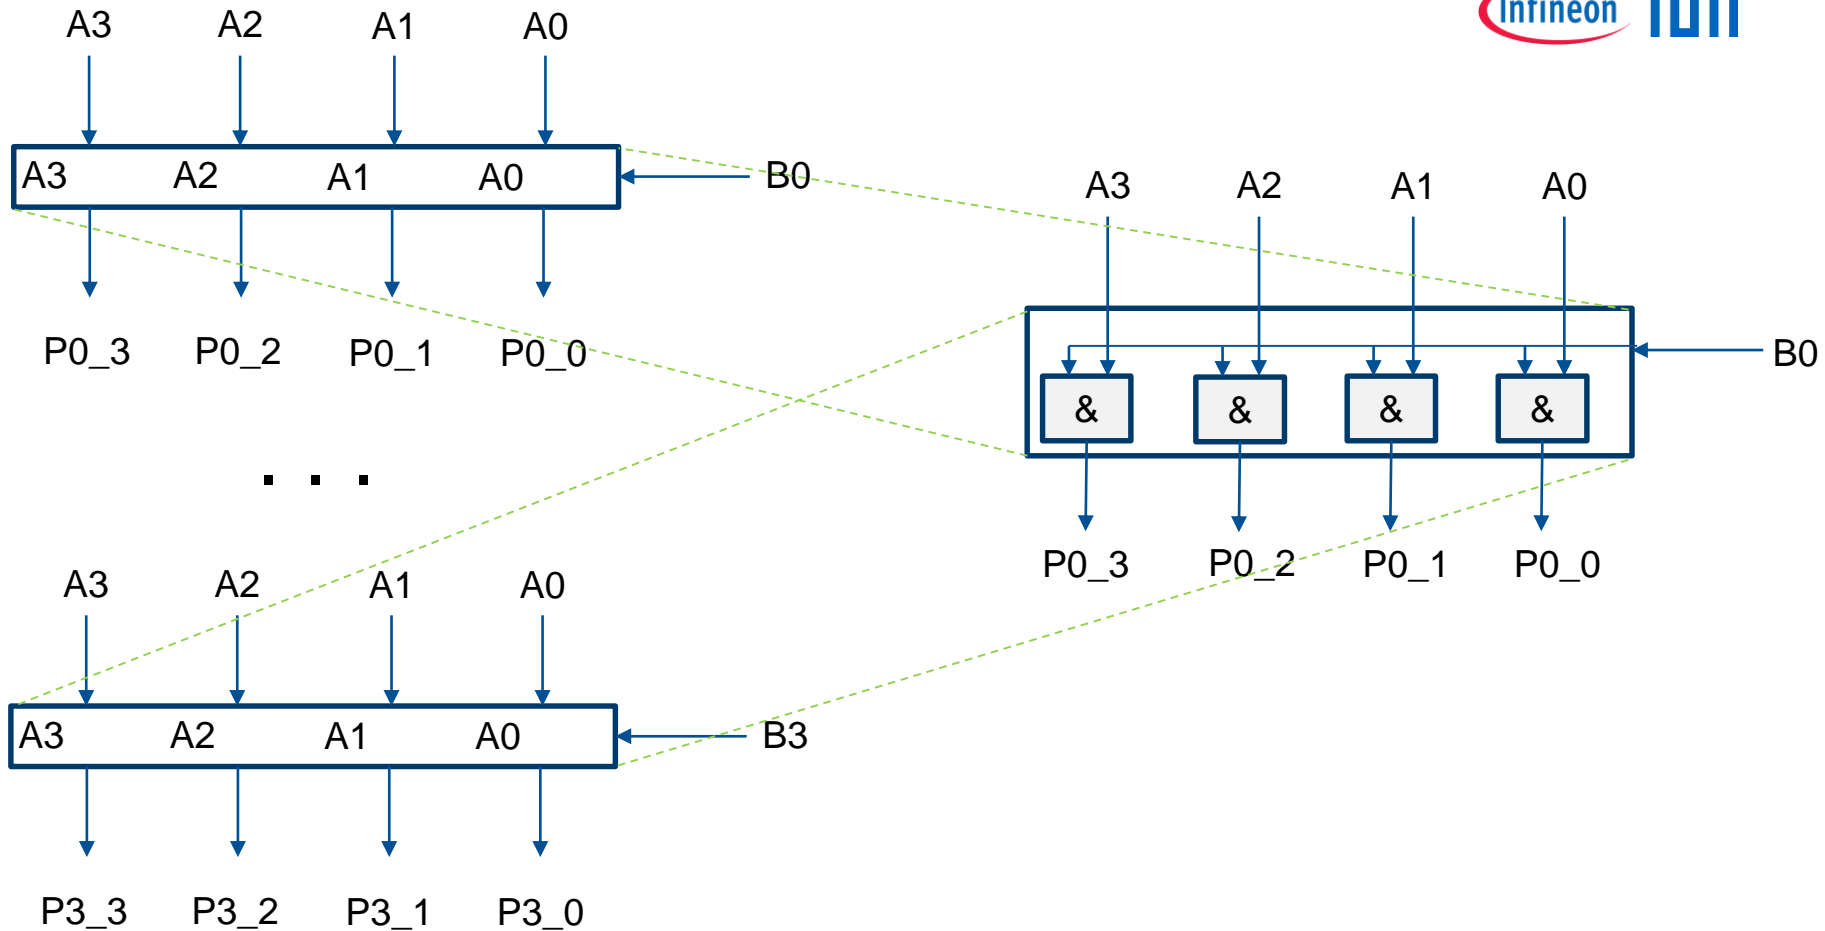 Infineon TUM
A3 A2 A1 A0
A3 A2 A1 A0 B0
P0_3 P0_2 P0_1 P0_0
A3 A2 A1 A0
B0
& & & &
P0_3 P0_2 P0_1 P0_0
. . .
A3 A2 A1 A0
A3 A2 A1 A0 B3
P3_3 P3_2 P3_1 P3_0